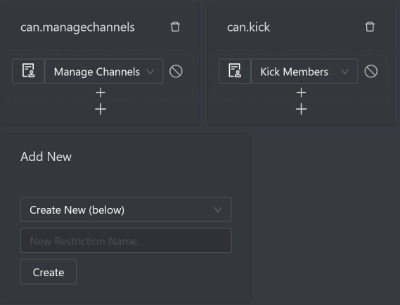 can.managechannels
can.kick
Manage Channels
Kick Members
Add New
Create New (below)
New Restriction Name...
Create